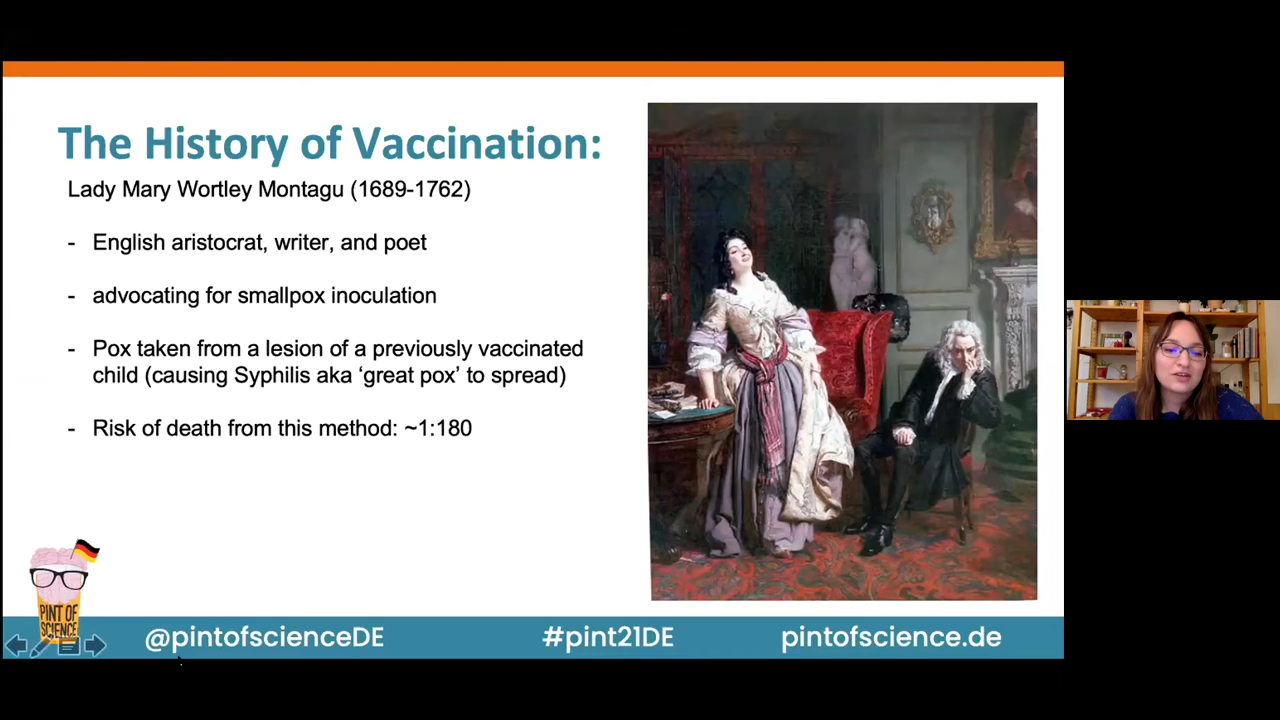 The History of Vaccination:
Lady Mary Wortley Montagu (1689-1762)
- English aristocrat, writer, and poet
- advocating for smallpox inoculation
- Pox taken from a lesion of a previously vaccinated
child (causing Syphilis aka ‘great pox’ to spread)
- Risk of death from this method: ~1:180
PINT OF
SCIENCE
@pintofscienceDE
#pint21DE
pintofscience.de